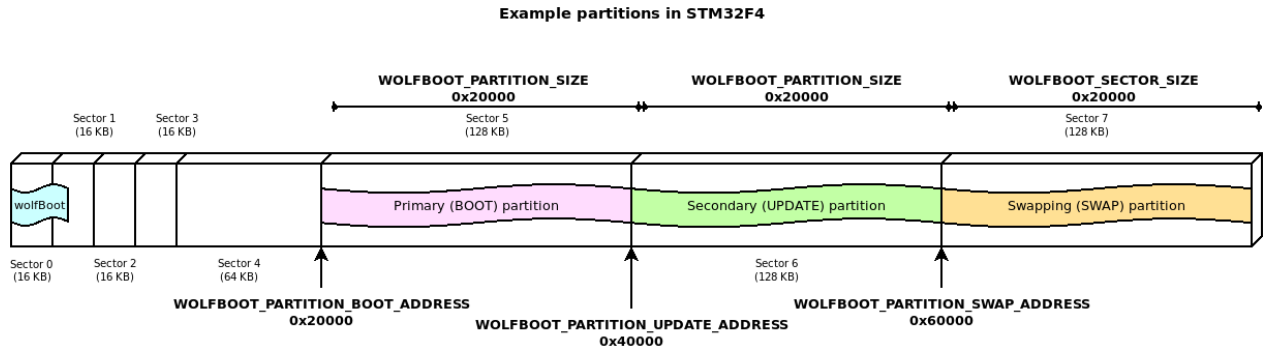 Example partitions in STM32F4
WOLFBOOT_PARTITION_SIZE
0x20000
WOLFBOOT_PARTITION_SIZE
0x20000
WOLFBOOT_SECTOR_SIZE
0x20000
Sector 1
(16 KB)
Sector 3
(16 KB)
Sector 5
(128 KB)
Sector 7
(128 KB)
wolfBoot
Primary (BOOT) partition
Secondary (UPDATE) partition
Swapping (SWAP) partition
Sector 0
(16 KB)
Sector 2
(16 KB)
Sector 4
(64 KB)
Sector 6
(128 KB)
WOLFBOOT_PARTITION_BOOT_ADDRESS
0x20000
WOLFBOOT_PARTITION_UPDATE_ADDRESS
0x40000
WOLFBOOT_PARTITION_SWAP_ADDRESS
0x60000